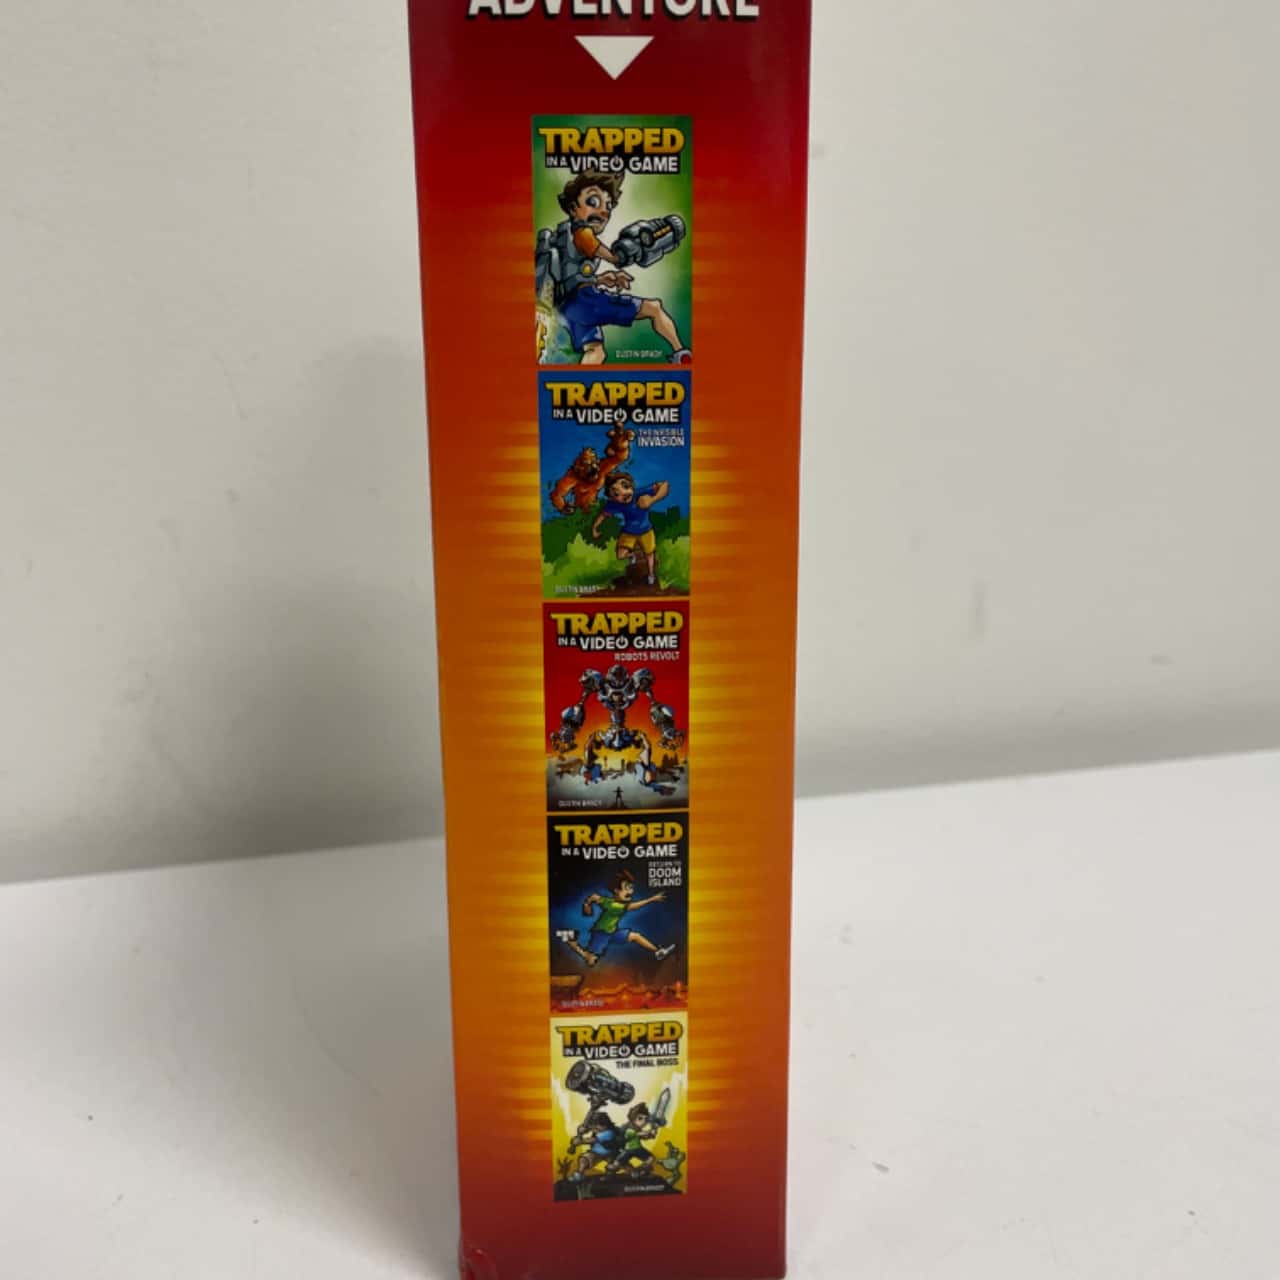 ADVENTURE
TRAPPED
IN A VIDEO GAME
DUSTIN BRADY
TRAPPED
IN A VIDEO GAME
THE INVISIBLE
INVASION
DUSTIN BRADY
TRAPPED
IN A VIDEO GAME
ROBOTS REVOLT
DUSTIN BRADY
TRAPPED
IN A VIDEO GAME
RETURN TO
DOOM
ISLAND
DUSTIN BRADY
TRAPPED
IN A VIDEO GAME
THE FINAL BOSS
DUSTIN BRADY